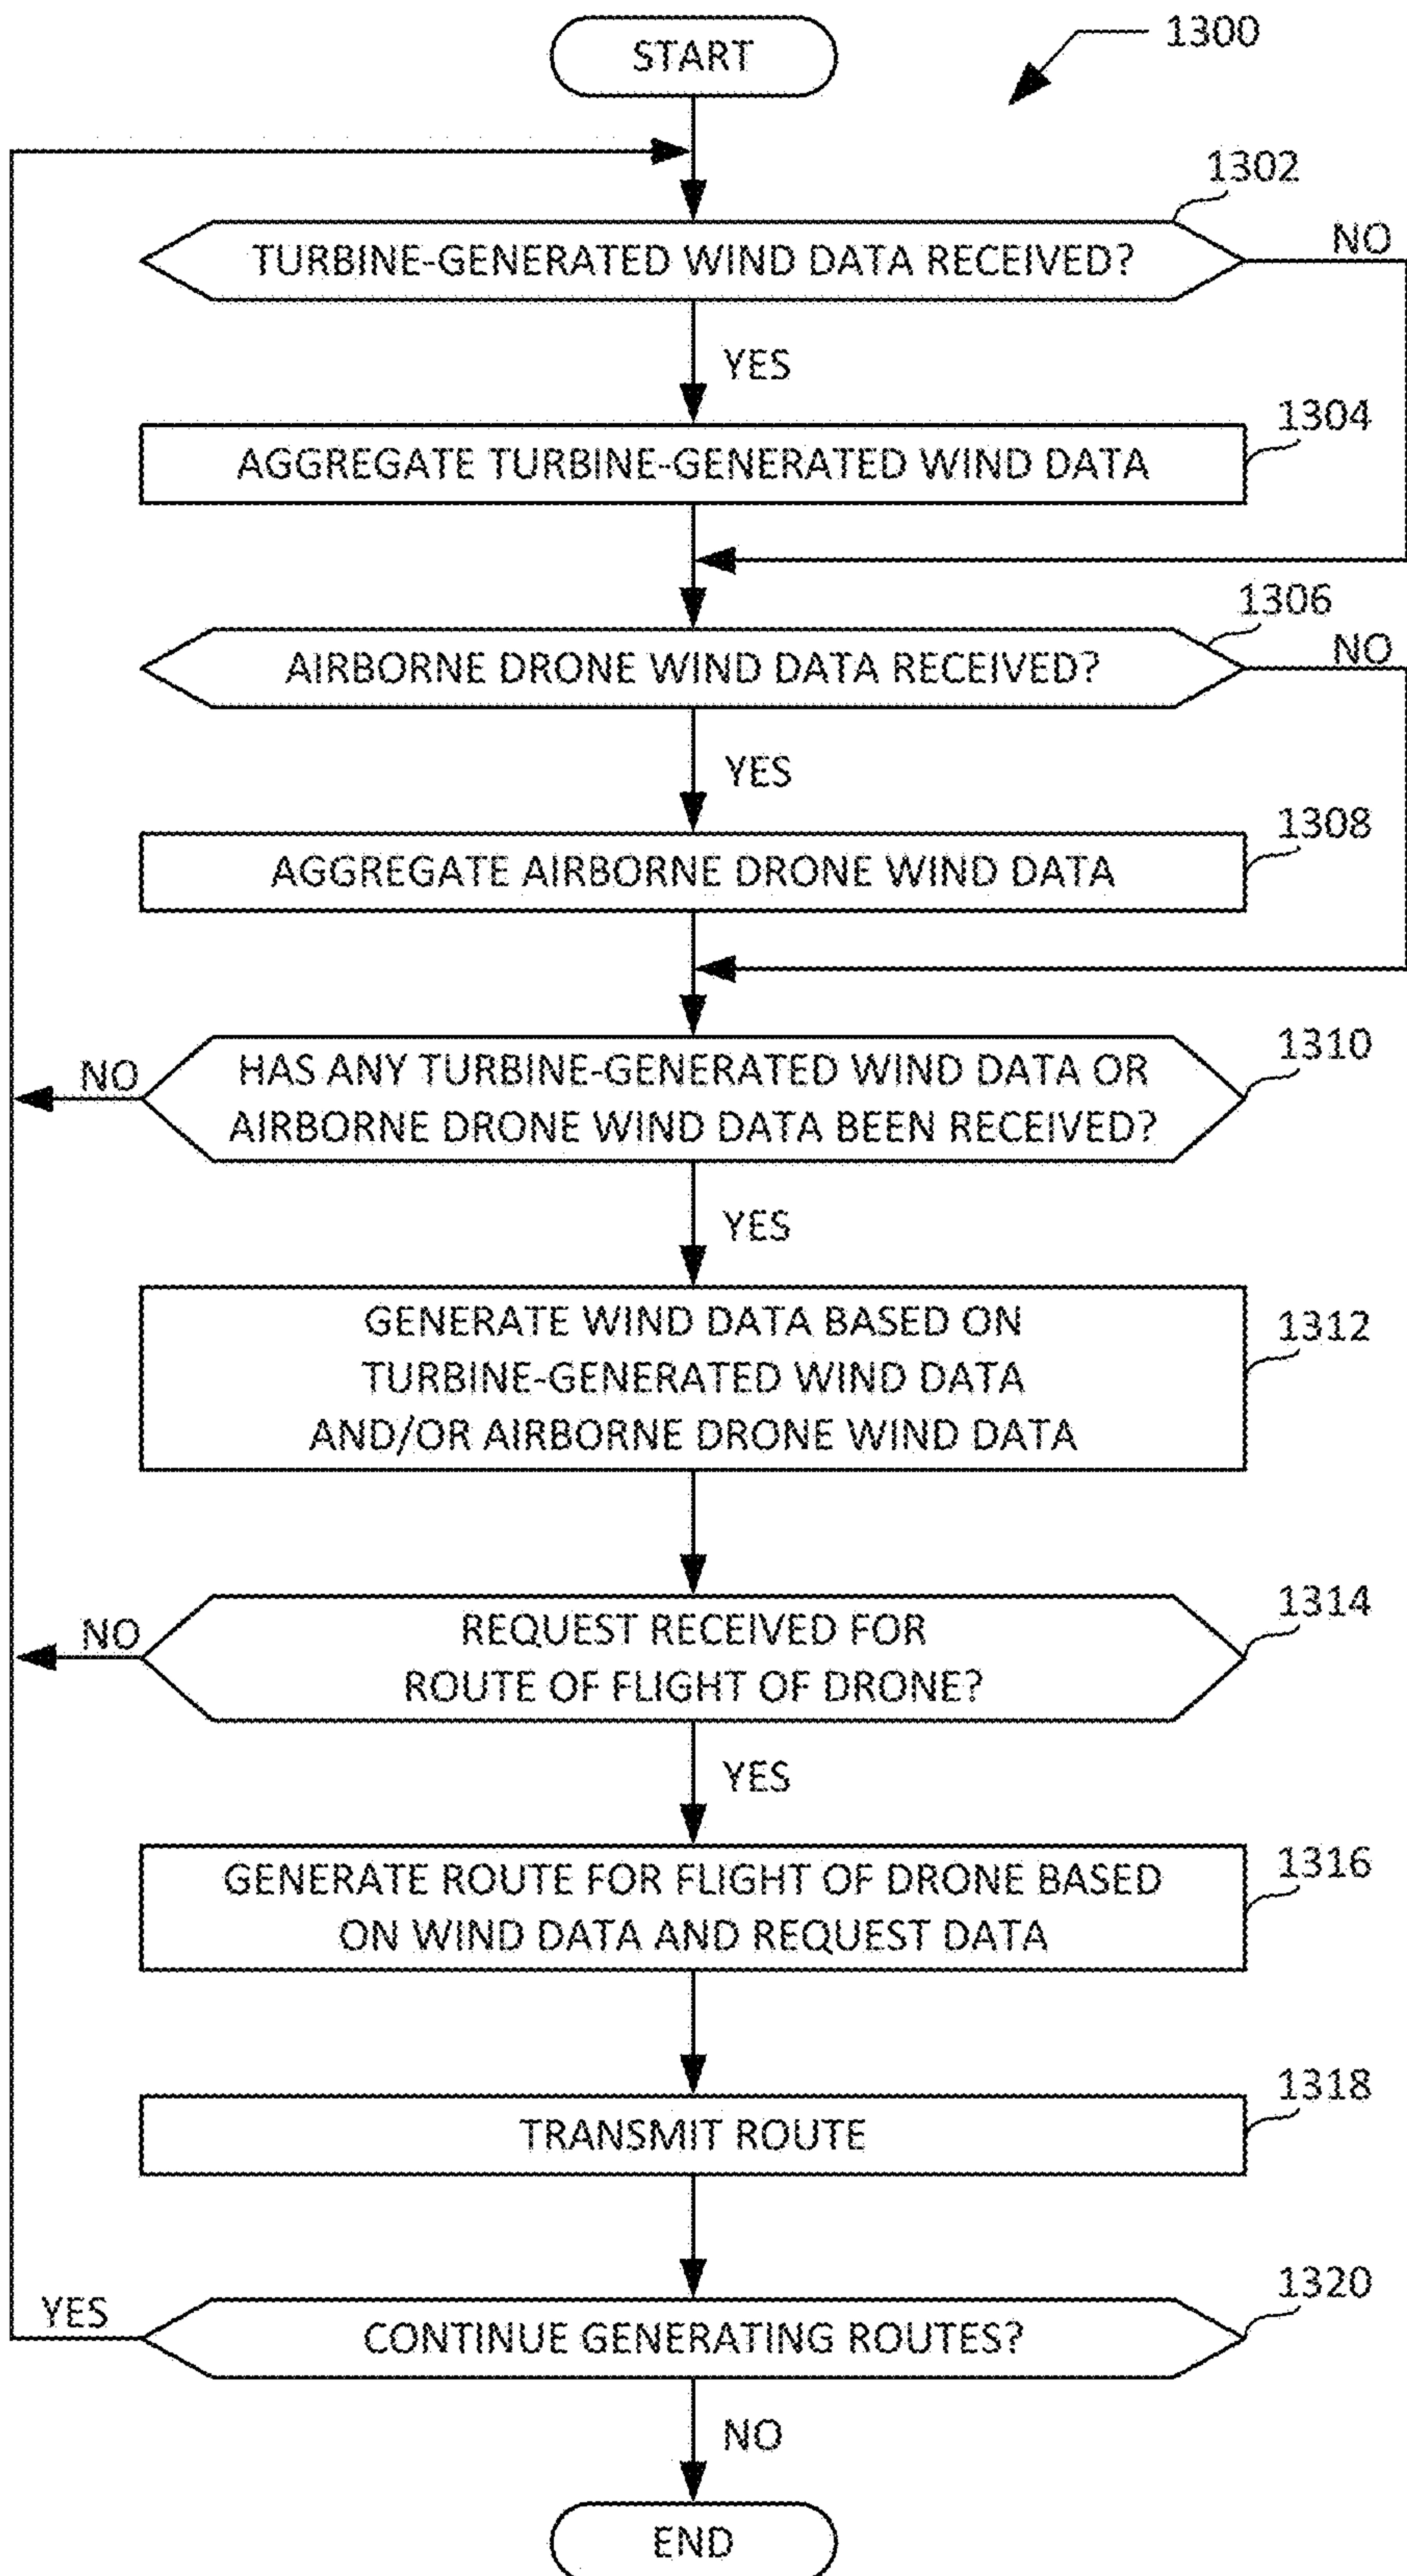 START
1300
1302
TURBINE-GENERATED WIND DATA RECEIVED?
NO
YES
1304
AGGREGATE TURBINE-GENERATED WIND DATA
1306
AIRBORNE DRONE WIND DATA RECEIVED?
NO
YES
1308
AGGREGATE AIRBORNE DRONE WIND DATA
1310
NO
HAS ANY TURBINE-GENERATED WIND DATA OR
AIRBORNE DRONE WIND DATA BEEN RECEIVED?
YES
1312
GENERATE WIND DATA BASED ON
TURBINE-GENERATED WIND DATA
AND/OR AIRBORNE DRONE WIND DATA
1314
NO
REQUEST RECEIVED FOR
ROUTE OF FLIGHT OF DRONE?
YES
1316
GENERATE ROUTE FOR FLIGHT OF DRONE BASED
ON WIND DATA AND REQUEST DATA
1318
TRANSMIT ROUTE
1320
YES
CONTINUE GENERATING ROUTES?
NO
END